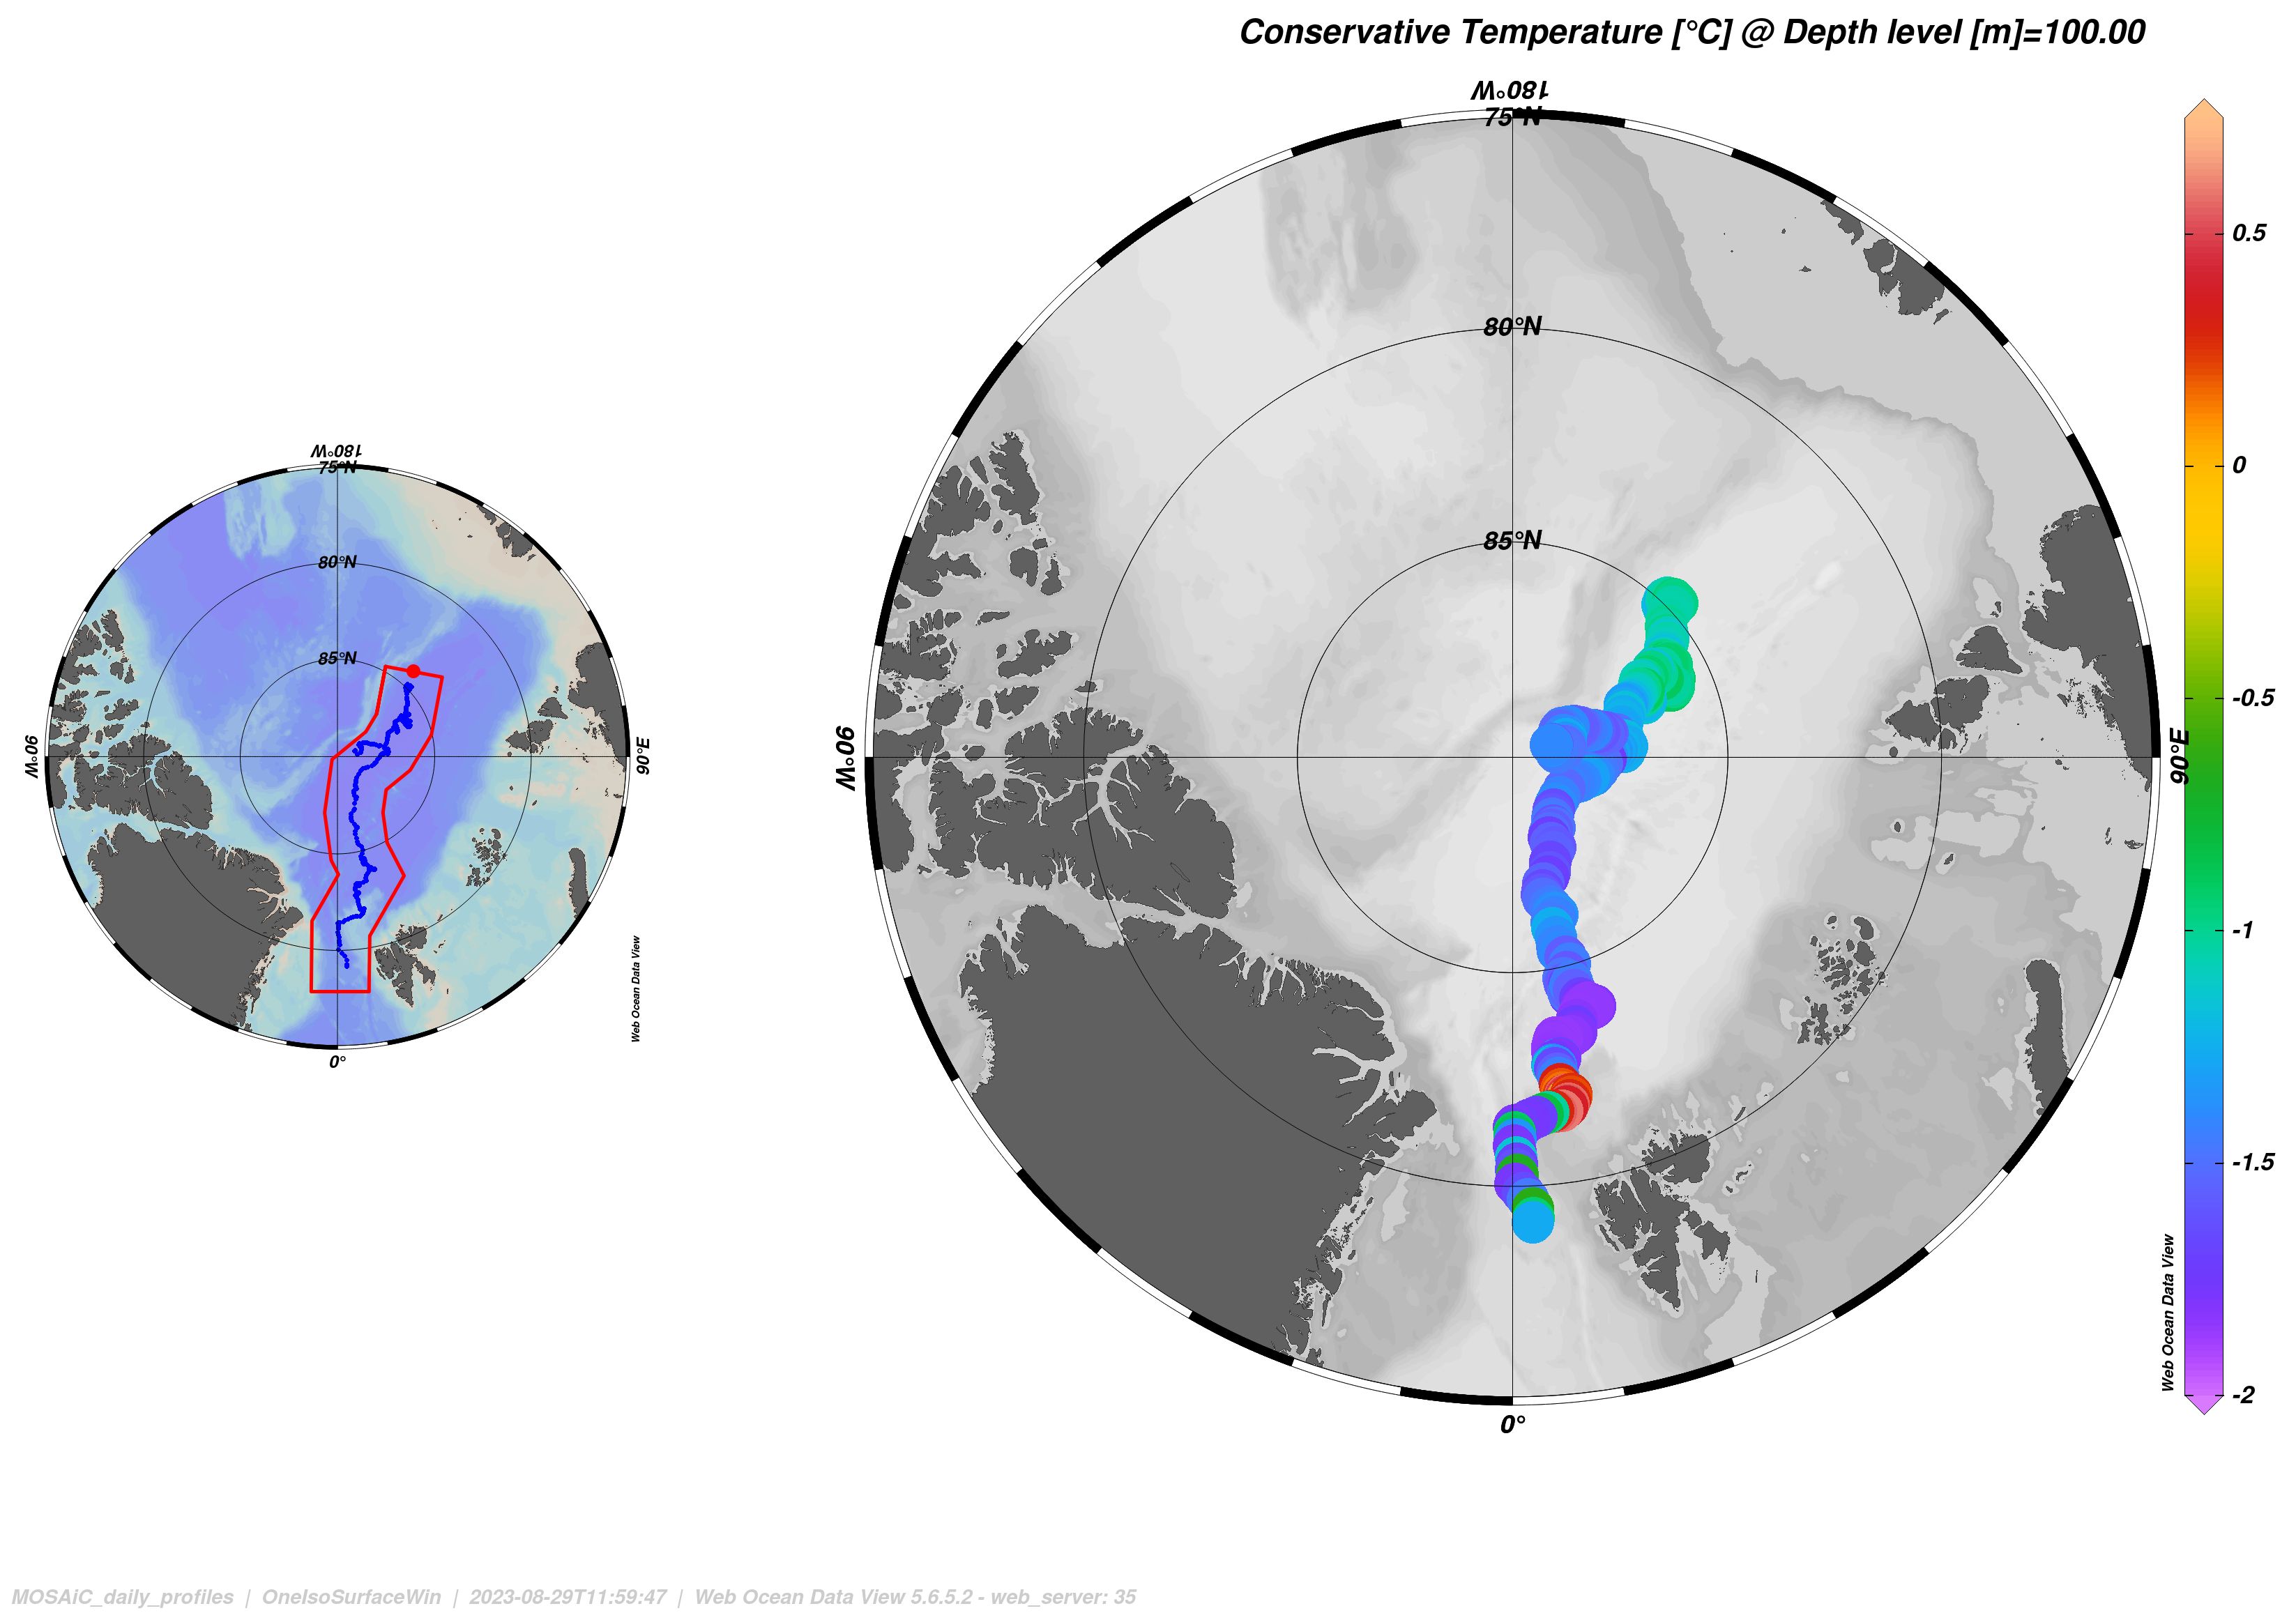 Conservative Temperature [°C] @ Depth level [m]=100.00
180°W
75°N
80°N
85°N
90°W
90°E
0°
Web Ocean Data View
180°W
75°N
80°N
85°N
90°W
90°E
0°
Web Ocean Data View
0.5
0
-0.5
-1
-1.5
-2
MOSAiC_daily_profiles | OneIsoSurfaceWin | 2023-08-29T11:59:47 | Web Ocean Data View 5.6.5.2 - web_server: 35